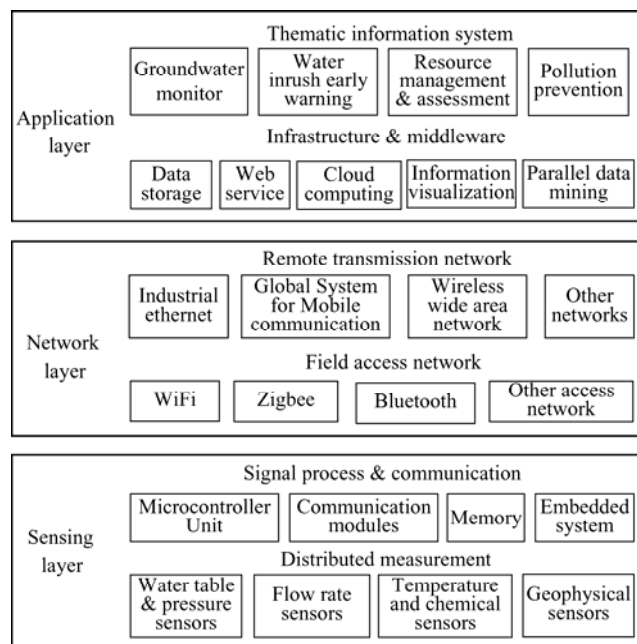 Thematic information system
Groundwater
monitor
Water
inrush early
warning
Resource
management
& assessment
Pollution
prevention
Application
layer
Infrastructure & middleware
Data
storage
Web
service
Cloud
computing
Information
visualization
Parallel data
mining
Remote transmission network
Industrial
ethernet
Global System
for Mobile
communication
Wireless
wide area
network
Other
networks
Network
layer
Field access network
WiFi
Zigbee
Bluetooth
Other access
network
Signal process & communication
Microcontroller
Unit
Communication
modules
Memory
Embedded
system
Sensing
layer
Distributed measurement
Water table
& pressure
sensors
Flow rate
sensors
Temperature
and chemical
sensors
Geophysical
sensors